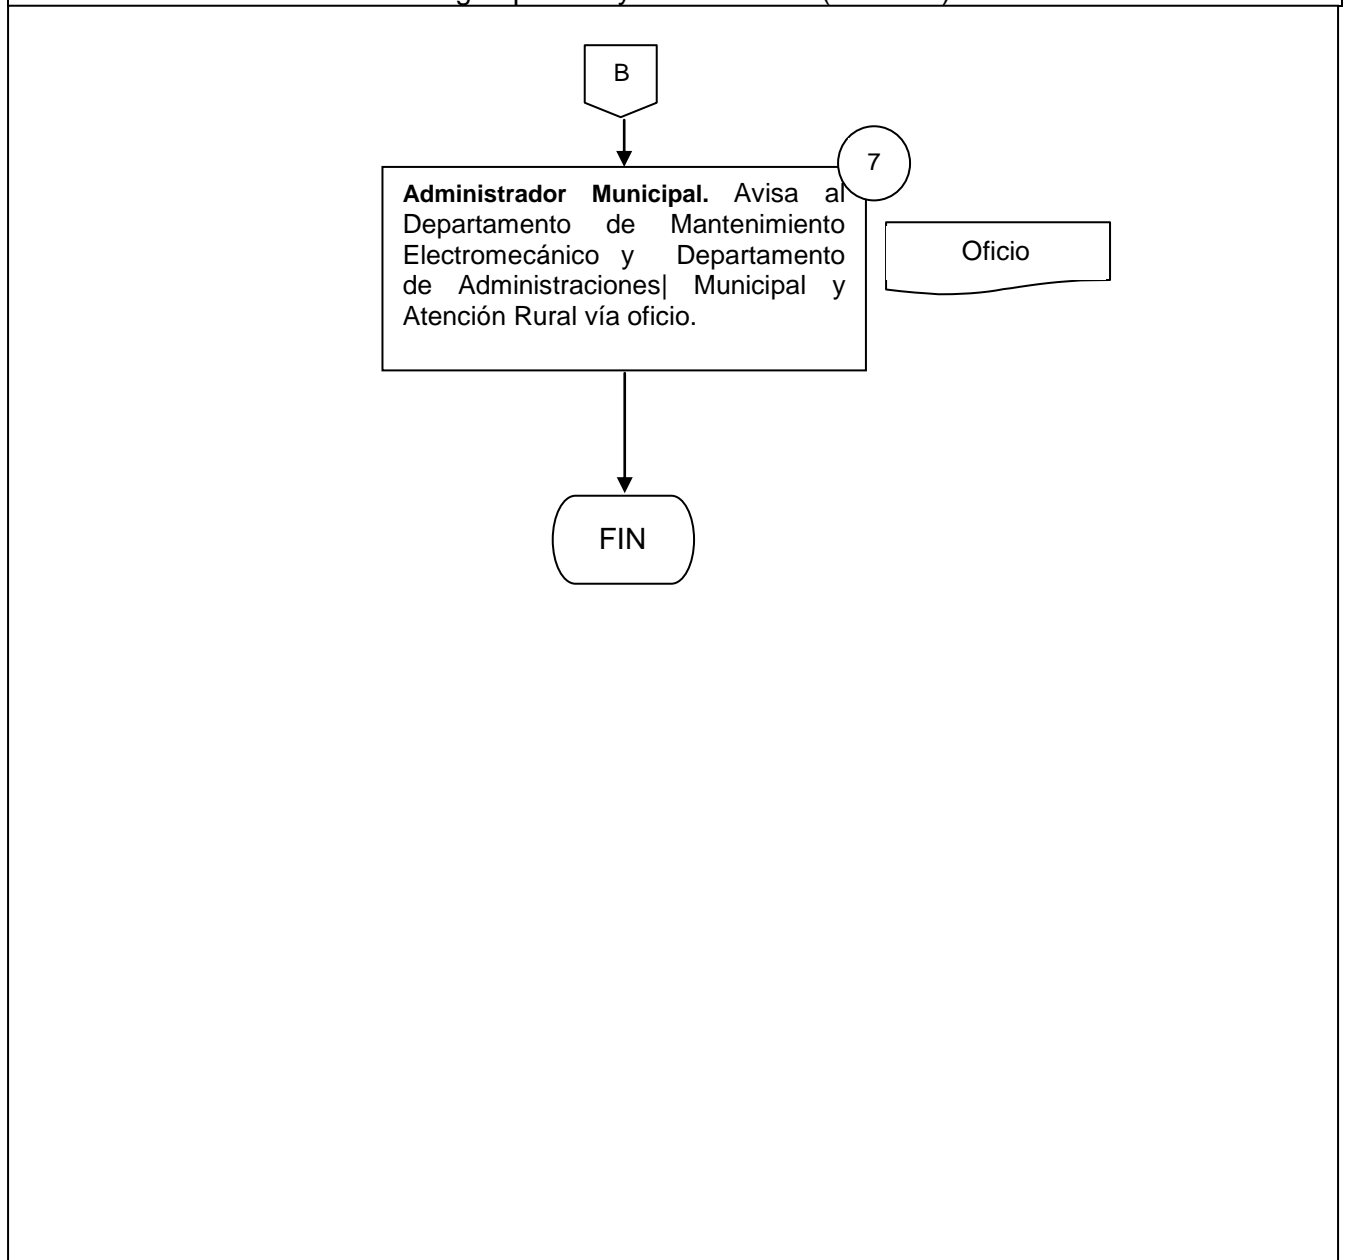 B
7
Administrador Municipal. Avisa al
Departamento de Mantenimiento
Electromecánico y Departamento
de Administraciones| Municipal y
Atención Rural vía oficio.
Oficio
FIN